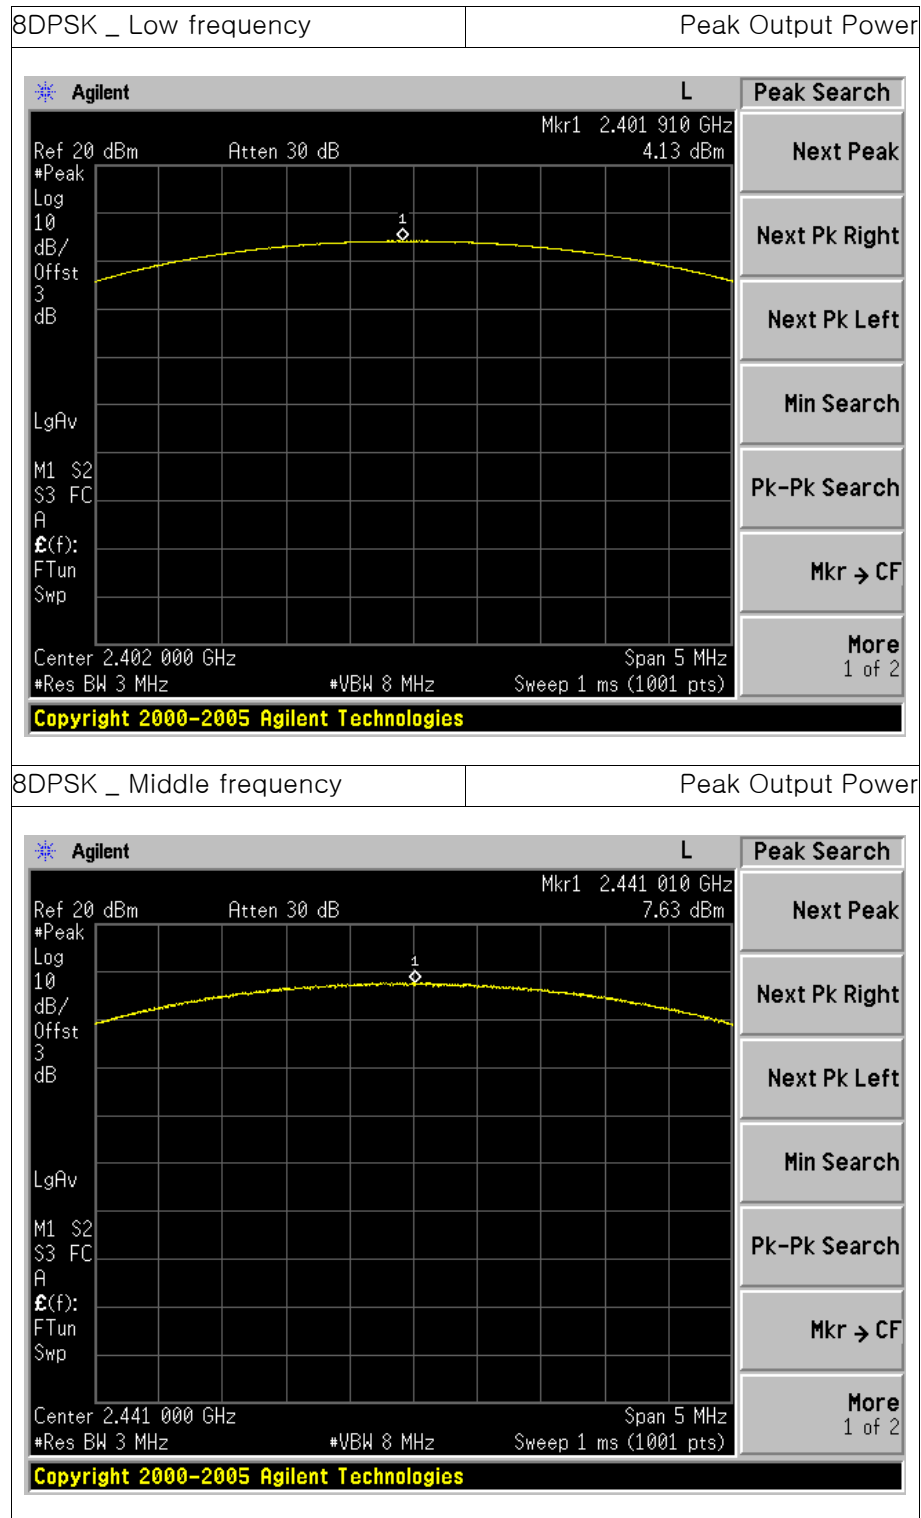 8DPSK _ Low frequency Peak Output Power
Agilent L Peak Search
Mkr1 2.401 910 GHz
Ref 20 dBm Atten 30 dB 4.13 dBm
#Peak
Log
10
dB/
Offst
3
dB
LgAv
M1 S2
S3 FC
A
£(f):
FTun
Swp
1
Center 2.402 000 GHz Span 5 MHz
#Res BW 3 MHz #VBW 8 MHz Sweep 1 ms (1001 pts)
Next Peak
Next Pk Right
Next Pk Left
Min Search
Pk-Pk Search
Mkr → CF
More
1 of 2
Copyright 2000-2005 Agilent Technologies
8DPSK _ Middle frequency Peak Output Power
Agilent L Peak Search
Mkr1 2.441 010 GHz
Ref 20 dBm Atten 30 dB 7.63 dBm
#Peak
Log
10
dB/
Offst
3
dB
LgAv
M1 S2
S3 FC
A
£(f):
FTun
Swp
1
Center 2.441 000 GHz Span 5 MHz
#Res BW 3 MHz #VBW 8 MHz Sweep 1 ms (1001 pts)
Next Peak
Next Pk Right
Next Pk Left
Min Search
Pk-Pk Search
Mkr → CF
More
1 of 2
Copyright 2000-2005 Agilent Technologies